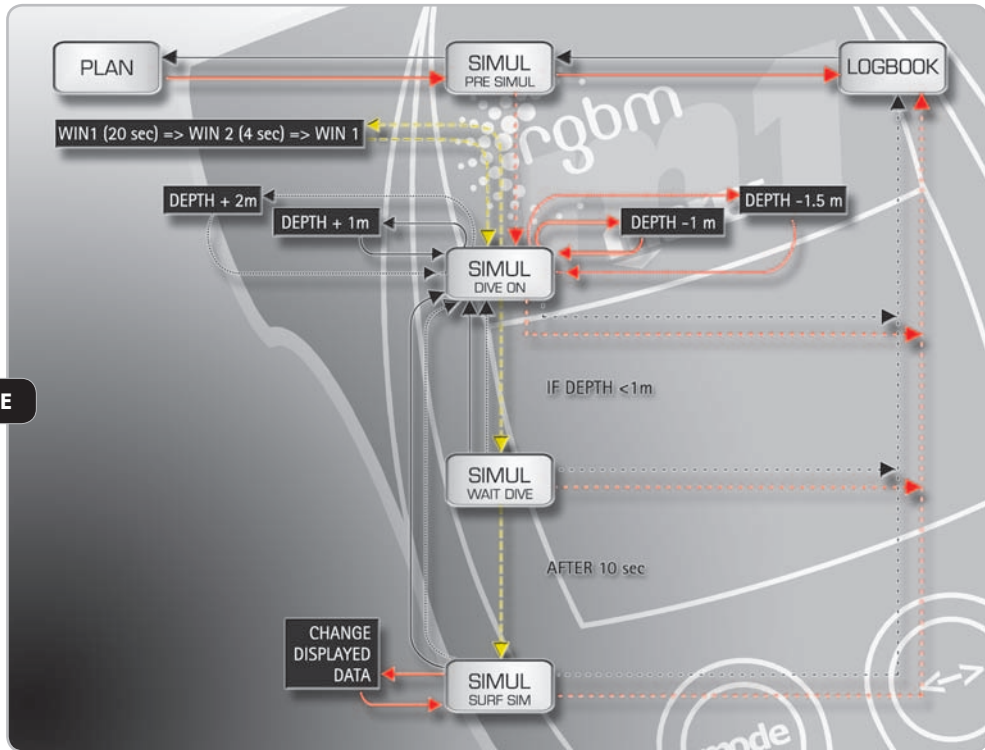 PLAN
SIMUL
PRE SIMUL
LOGBOOK
WIN1 (20 sec) => WIN 2 (4 sec) => WIN 1
rgbm
m1
DEPTH + 2m
DEPTH + 1m
DEPTH -1 m
DEPTH -1.5 m
SIMUL
DIVE ON
E
IF DEPTH <1m
SIMUL
WAIT DIVE
AFTER 10 sec
CHANGE
DISPLAYED
DATA
SIMUL
SURF SIM
mode